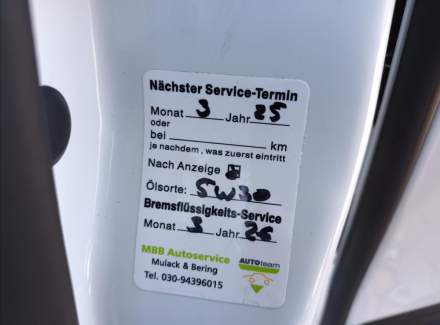 Nächster Service-Termin
Monat 3 Jahr 25
oder
bei km
je nachdem, was zuerst eintritt
Nach Anzeige
Ölsorte: 5W30
Bremsflüssigkeits-Service
Monat 3 Jahr 26
MBB Autoservice
Mulack & Bering
Tel. 030-94396015
AUTOteam